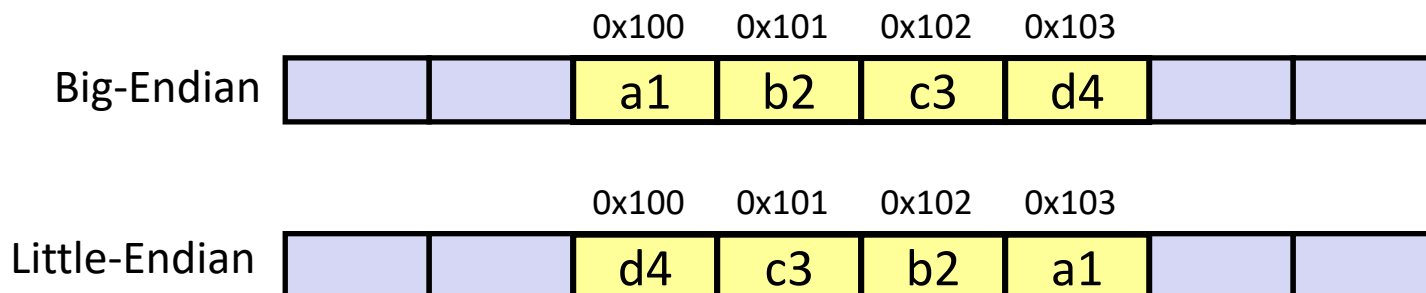 0x100 0x101 0x102 0x103
Big-Endian a1 b2 c3 d4
0x100 0x101 0x102 0x103
Little-Endian d4 c3 b2 a1